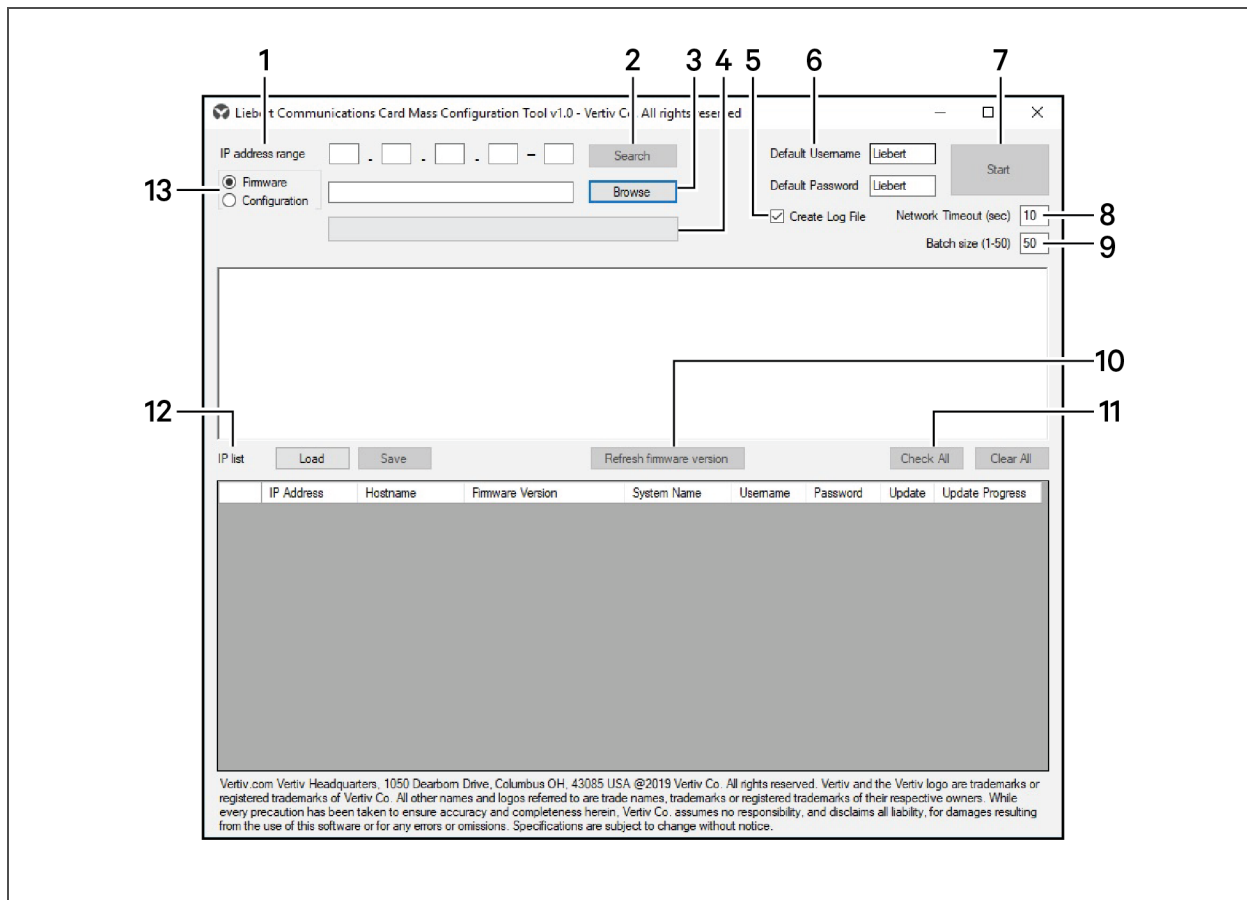 1 2 3 4 5 6 7
Liebert Communications Card Mass Configuration Tool v1.0 - Vertiv Co. All rights reserved
IP address range . . . – Search Default Username Liebert Start
13 Firmware Browse Default Password Liebert
Configuration
Create Log File Network Timeout (sec) 10 8
Batch size (1-50) 50 9
10
12 11
IP list Load Save Refresh firmware version Check All Clear All
IP Address Hostname Firmware Version System Name Username Password Update Update Progress
Vertiv.com Vertiv Headquarters, 1050 Dearborn Drive, Columbus OH, 43085 USA @2019 Vertiv Co. All rights reserved. Vertiv and the Vertiv logo are trademarks or
registered trademarks of Vertiv Co. All other names and logos referred to are trade names, trademarks or registered trademarks of their respective owners. While
every precaution has been taken to ensure accuracy and completeness herein, Vertiv Co. assumes no responsibility, and disclaims all liability, for damages resulting
from the use of this software or for any errors or omissions. Specifications are subject to change without notice.